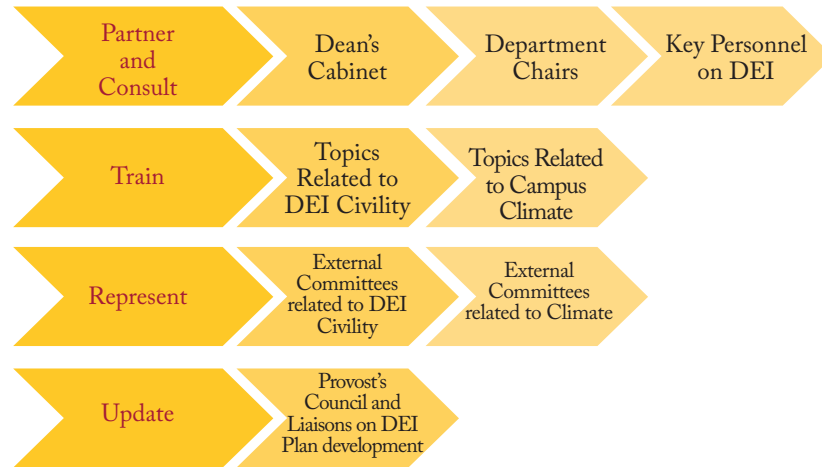 Partner
and
Consult
Dean’s
Cabinet
Department
Chairs
Key Personnel
on DEI
Train
Topics
Related to
DEI Civility
Topics Related
to Campus
Climate
Represent
External
Committees
related to DEI
Civility
External
Committees
related to Climate
Update
Provost’s
Council and
Liaisons on DEI
Plan development